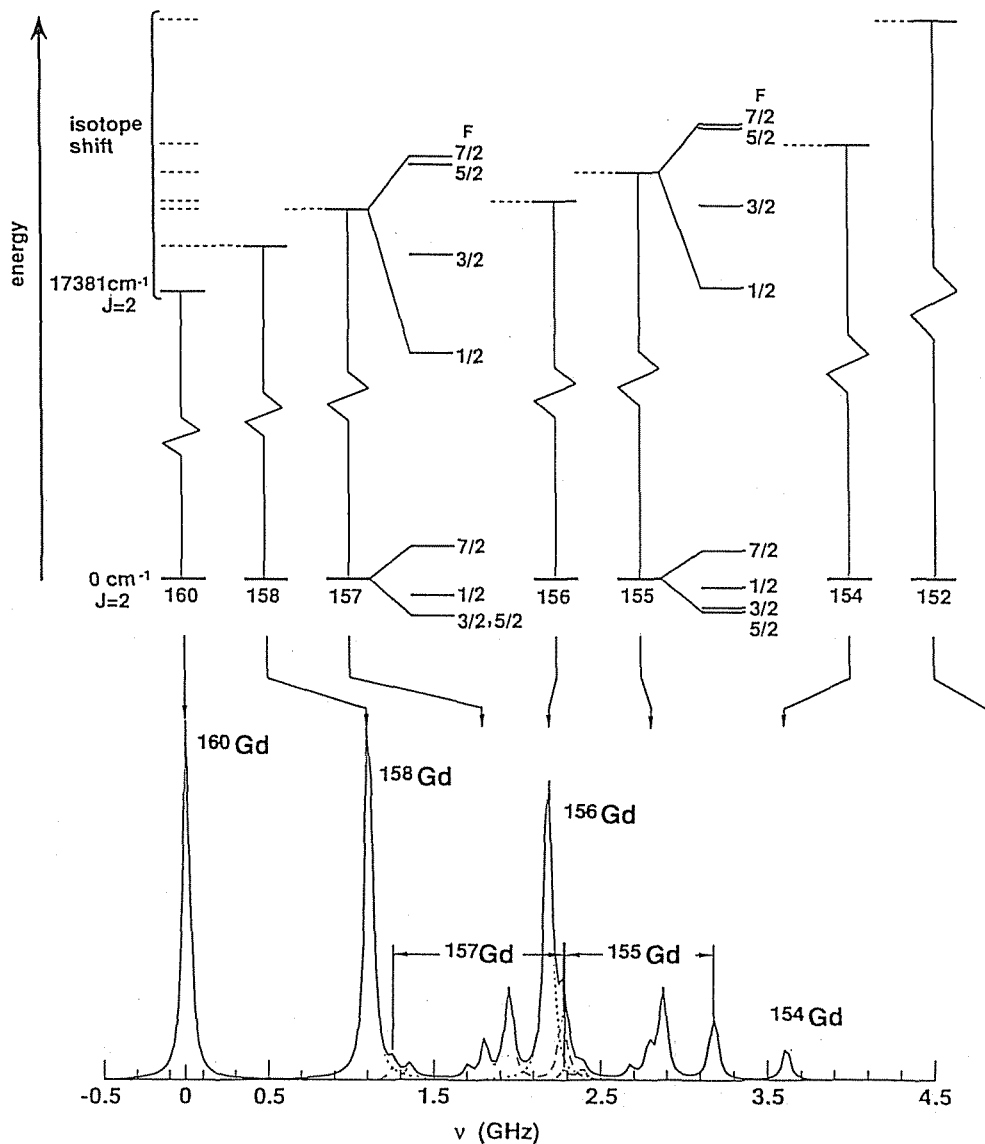 energy
isotope
shift
17381cm⁻¹
J=2
F
7/2
5/2
3/2
1/2
F
7/2
5/2
3/2
1/2
0 cm⁻¹
J=2
160
158
157
7/2
1/2
3/2,5/2
156
155
7/2
1/2
3/2
5/2
154
152
¹⁶⁰Gd
¹⁵⁸Gd
¹⁵⁶Gd
¹⁵⁷Gd
¹⁵⁵Gd
¹⁵⁴Gd
-0.5 0 0.5 1.5 2.5 3.5 4.5
ν (GHz)